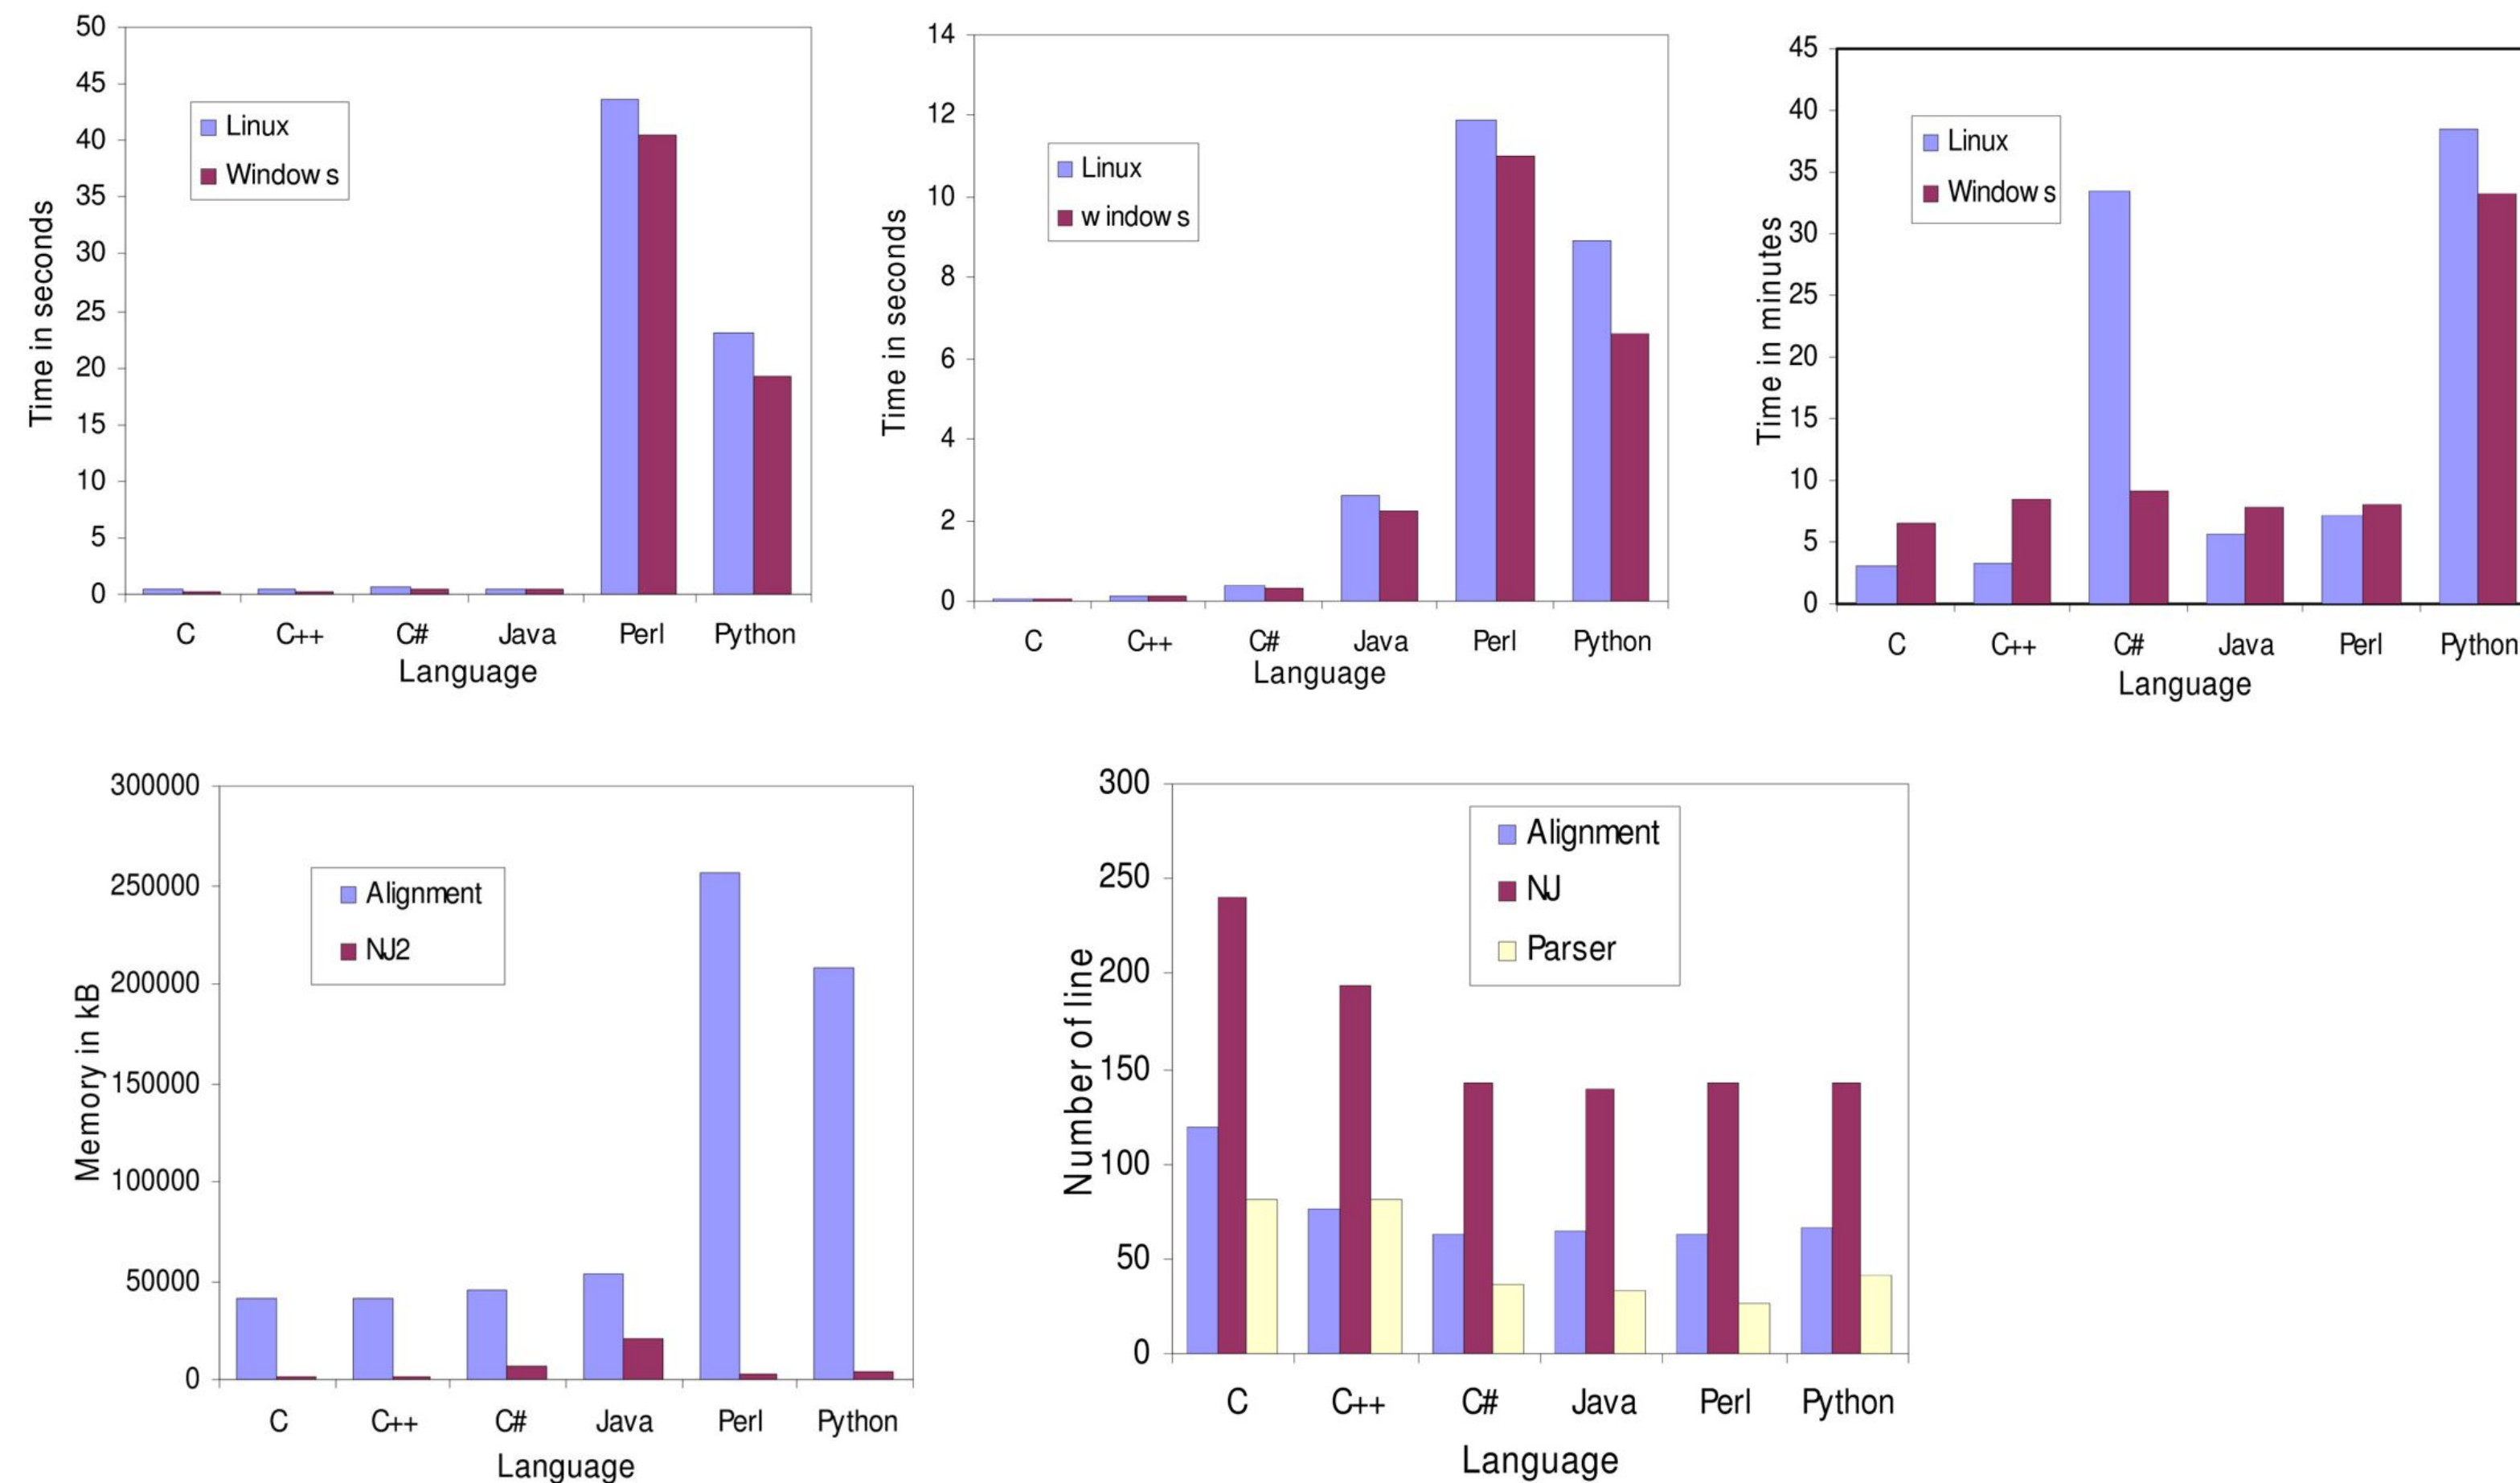 50
45
40
35
30
25
20
15
10
5
0
Time in seconds
Linux
Windows
C C++ C# Java Perl Python
Language
14
12
10
8
6
4
2
0
Time in seconds
Linux
windows
C C++ C# Java Perl Python
Language
45
40
35
30
25
20
15
10
5
0
Time in minutes
Linux
Windows
C C++ C# Java Perl Python
Language
300000
250000
200000
150000
100000
50000
0
Memory in kB
Alignment
NJ2
C C++ C# Java Perl Python
Language
300
250
200
150
100
50
0
Number of line
Alignment
NJ
Parser
C C++ C# Java Perl Python
Language